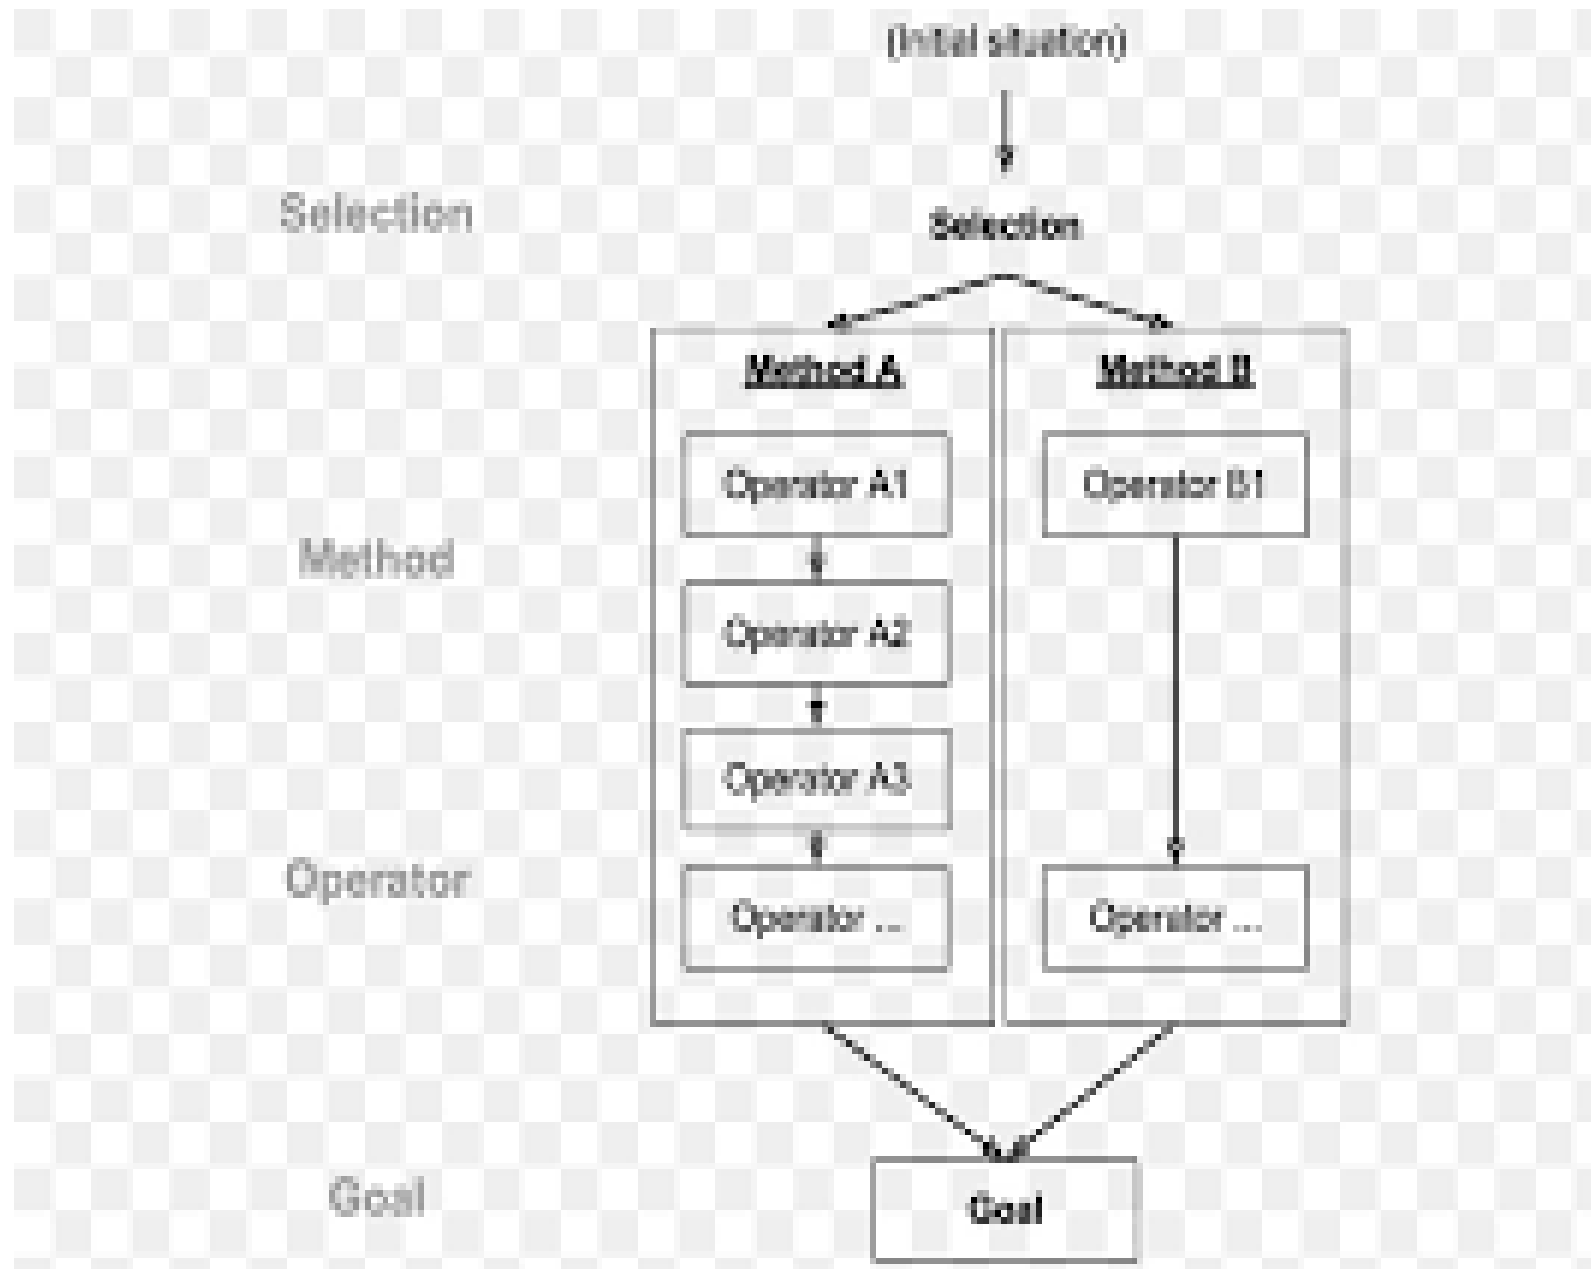 (Initial situation)
Selection
Selection
Method A
Method B
Operator A1
Operator B1
Method
Operator A2
Operator A3
Operator
Operator ...
Operator ...
Goal
Goal